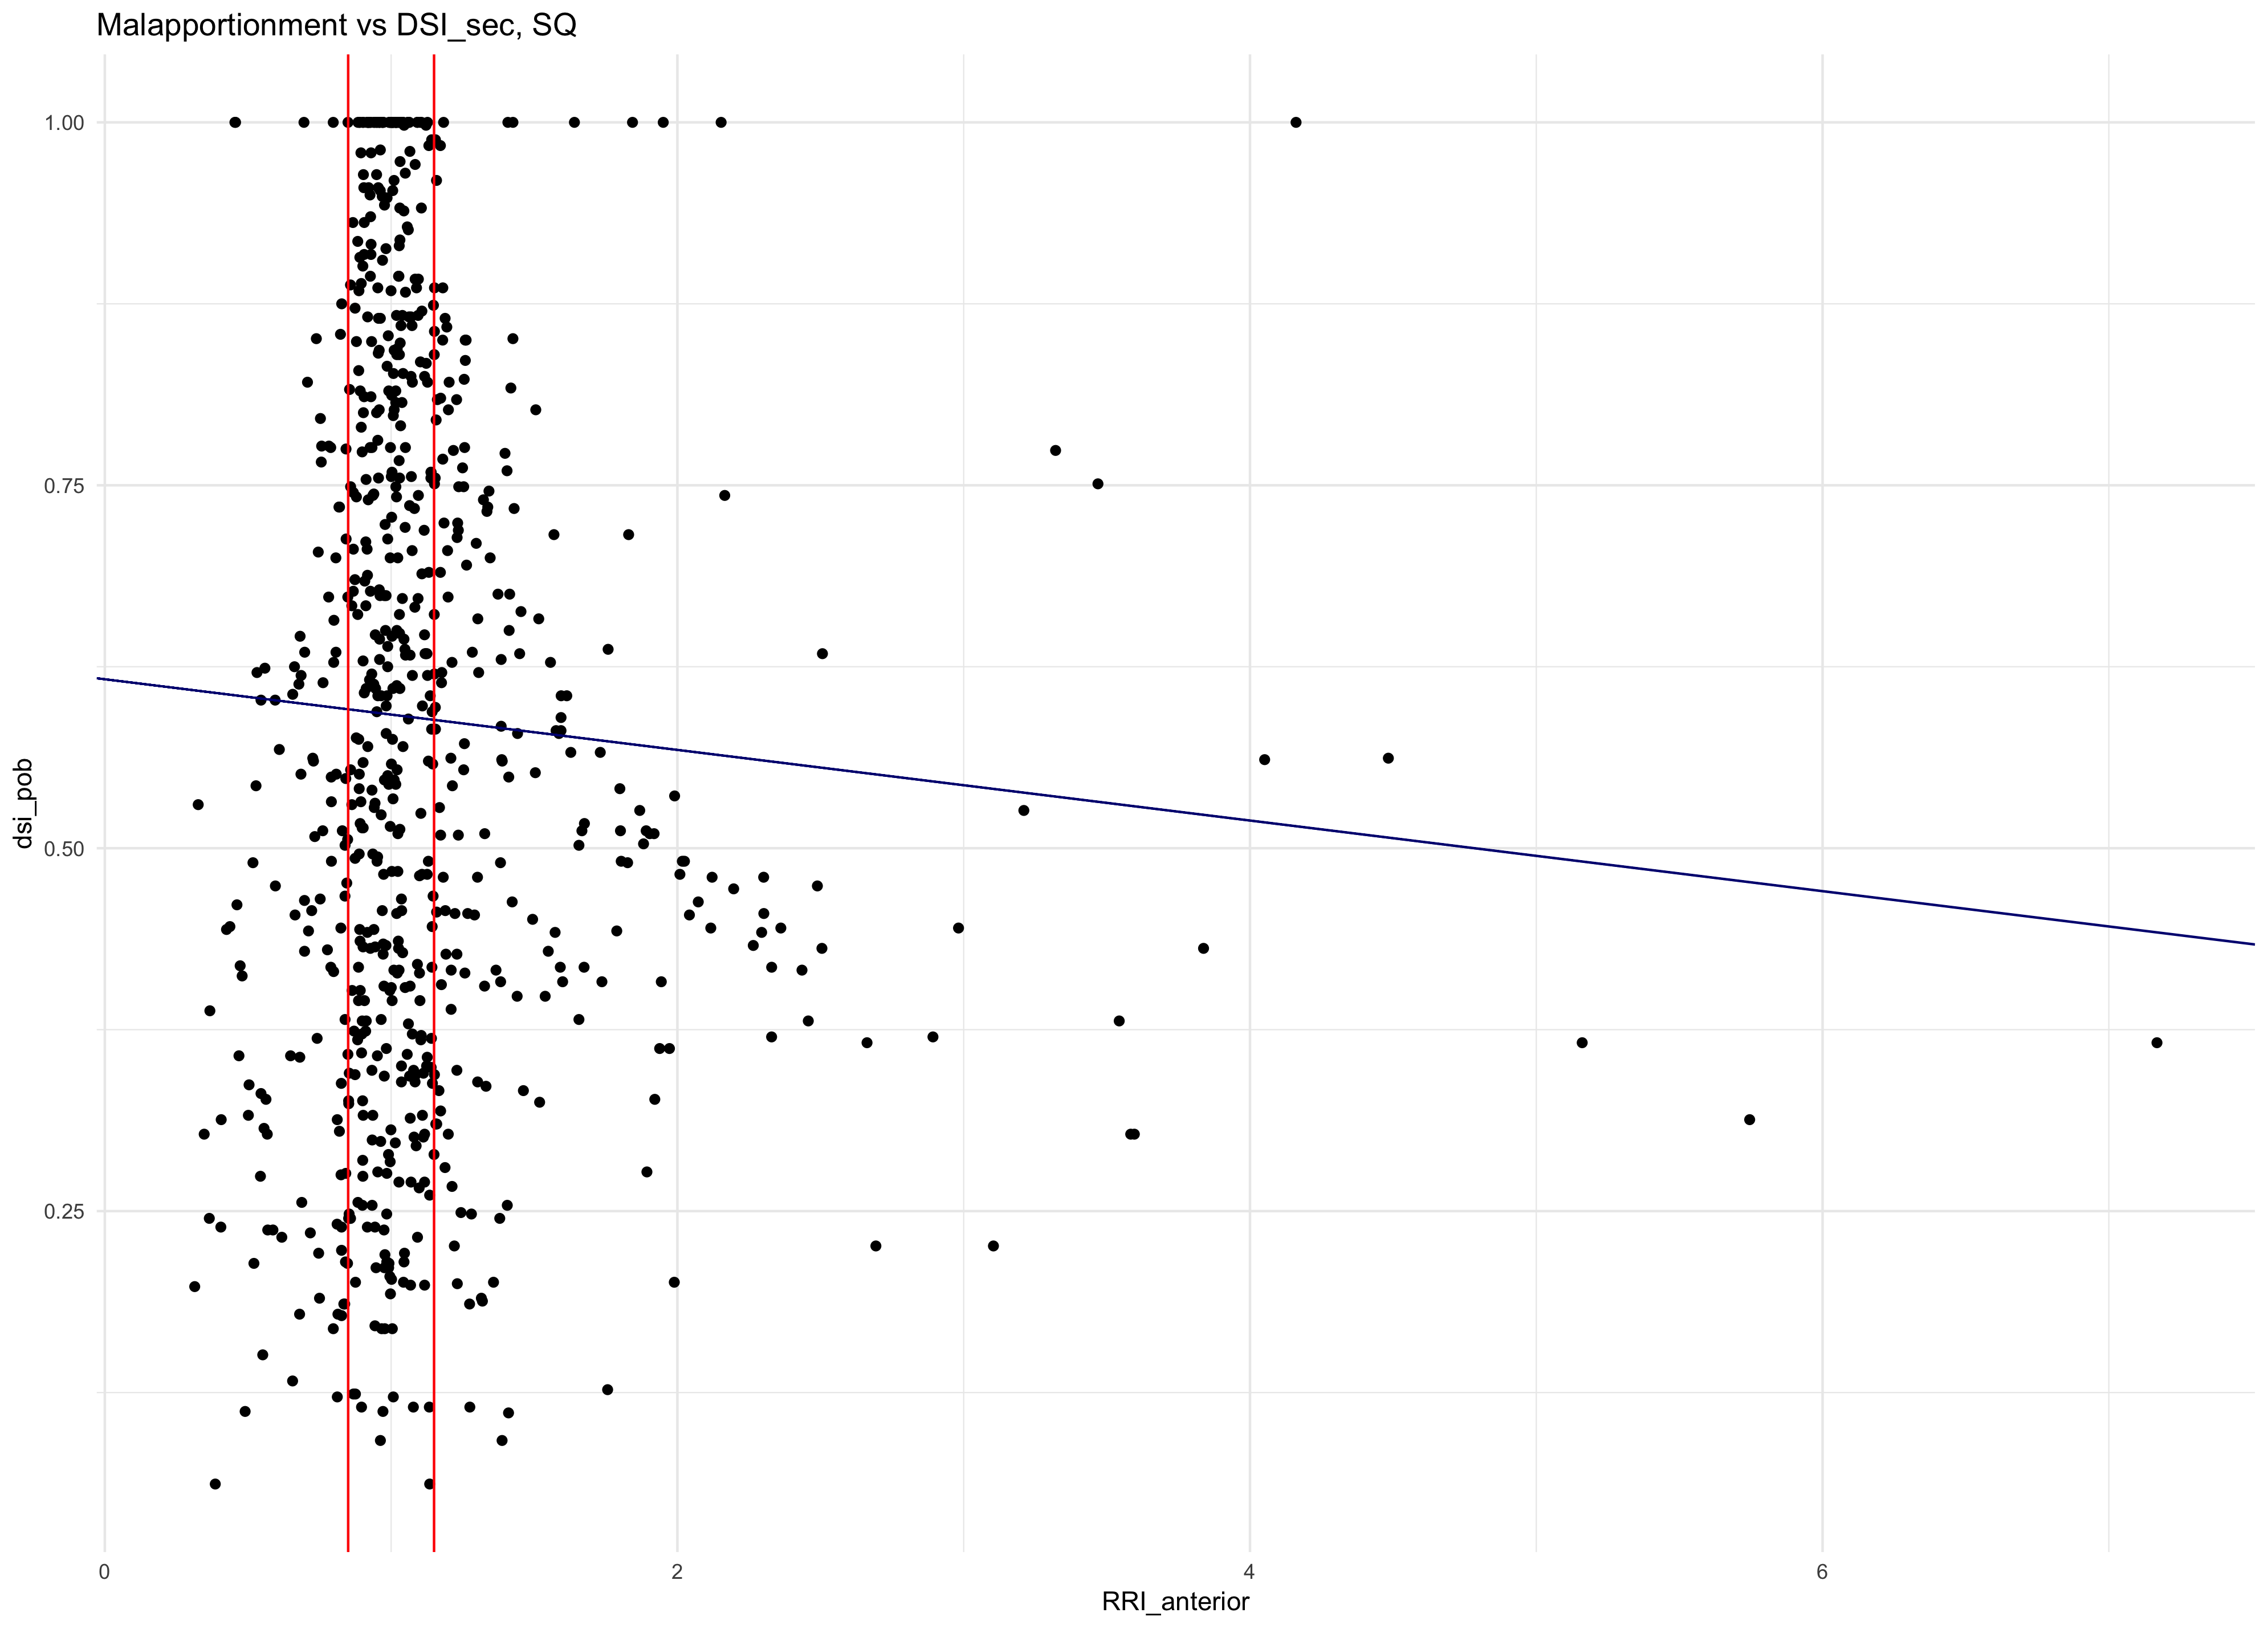 Malapportionment vs DSI_sec, SQ
1.00
0.75
dsi_pob
0.50
0.25
0 2 4 6
RRI_anterior